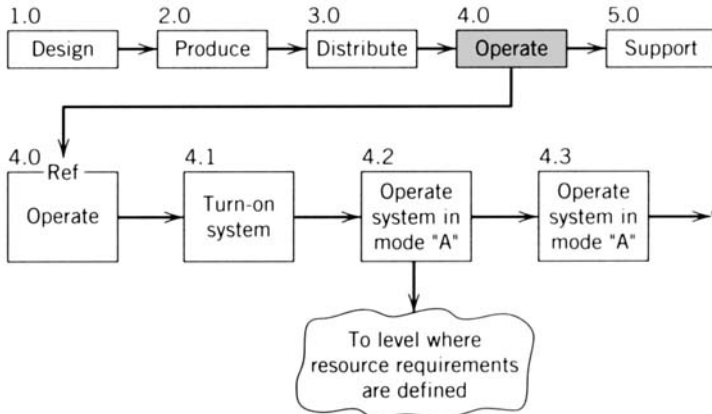 1.0 2.0 3.0 4.0 5.0
Design Produce Distribute Operate Support
4.0 4.1 4.2 4.3
Ref
Operate
Turn-on
system
Operate
system in
mode "A"
Operate
system in
mode "A"
To level where
resource requirements
are defined